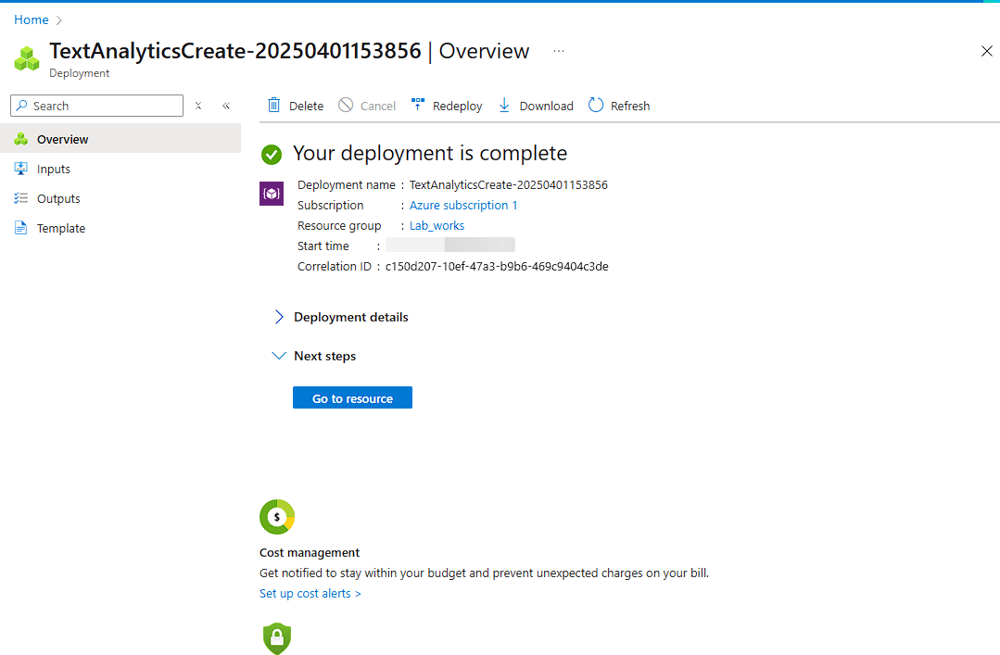 Home
TextAnalyticsCreate-20250401153856 | Overview ...
Deployment
Search
Delete Cancel Redeploy Download Refresh
Overview
Inputs
Outputs
Template
Your deployment is complete
Deployment name : TextAnalyticsCreate-20250401153856
Subscription : Azure subscription 1
Resource group : Lab_works
Start time :
Correlation ID : c150d207-10ef-47a3-b9b6-469c9404c3de
Deployment details
Next steps
Go to resource
$
Cost management
Get notified to stay within your budget and prevent unexpected charges on your bill.
Set up cost alerts >